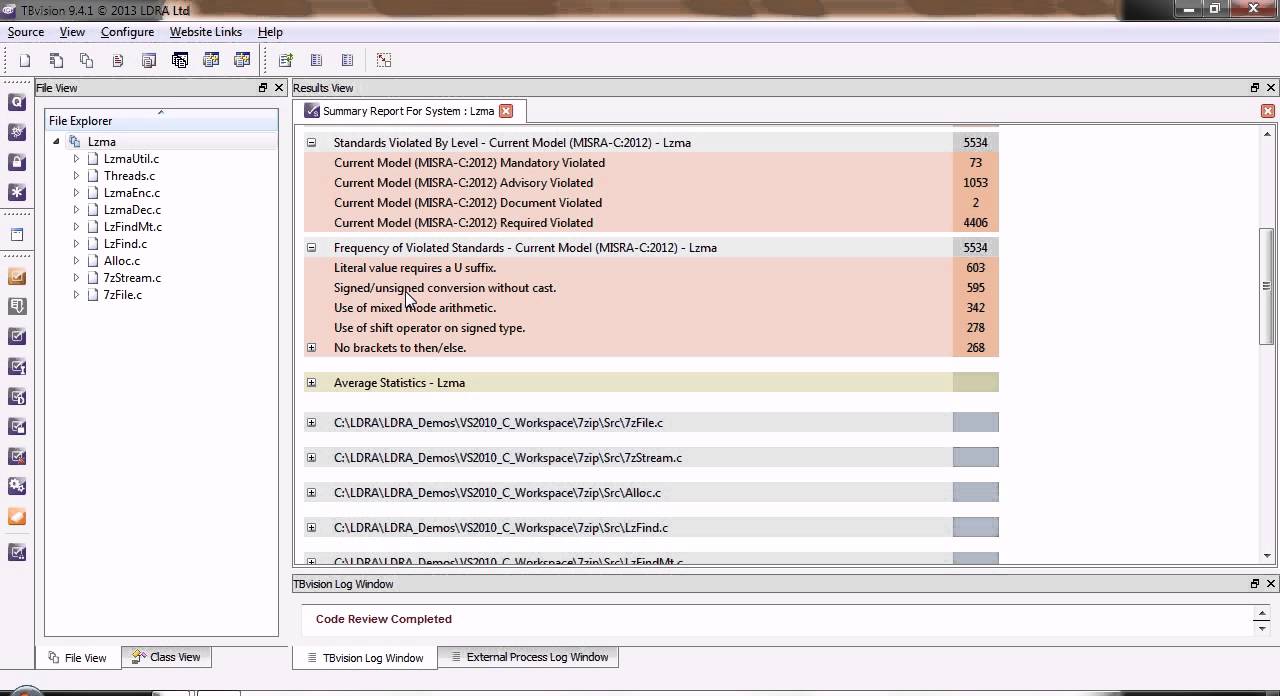 TBvision 9.4.1 © 2013 LDRA Ltd
Source View Configure Website Links Help
File View
Results View
Summary Report For System : Lzma
File Explorer
Lzma
LzmaUtil.c
Threads.c
LzmaEnc.c
LzmaDec.c
LzFindMt.c
LzFind.c
Alloc.c
7zStream.c
7zFile.c
Standards Violated By Level - Current Model (MISRA-C:2012) - Lzma 5534
Current Model (MISRA-C:2012) Mandatory Violated 73
Current Model (MISRA-C:2012) Advisory Violated 1053
Current Model (MISRA-C:2012) Document Violated 2
Current Model (MISRA-C:2012) Required Violated 4406
Frequency of Violated Standards - Current Model (MISRA-C:2012) - Lzma 5534
Literal value requires a U suffix. 603
Signed/unsigned conversion without cast. 595
Use of mixed mode arithmetic. 342
Use of shift operator on signed type. 278
No brackets to then/else. 268
Average Statistics - Lzma
C:\LDRA\LDRA_Demos\VS2010_C_Workspace\7zip\Src\7zFile.c
C:\LDRA\LDRA_Demos\VS2010_C_Workspace\7zip\Src\7zStream.c
C:\LDRA\LDRA_Demos\VS2010_C_Workspace\7zip\Src\Alloc.c
C:\LDRA\LDRA_Demos\VS2010_C_Workspace\7zip\Src\LzFind.c
C:\LDRA\LDRA_Demos\VS2010_C_Workspace\7zip\Src\LzFindMt.c
TBvision Log Window
Code Review Completed
File View Class View
TBvision Log Window External Process Log Window